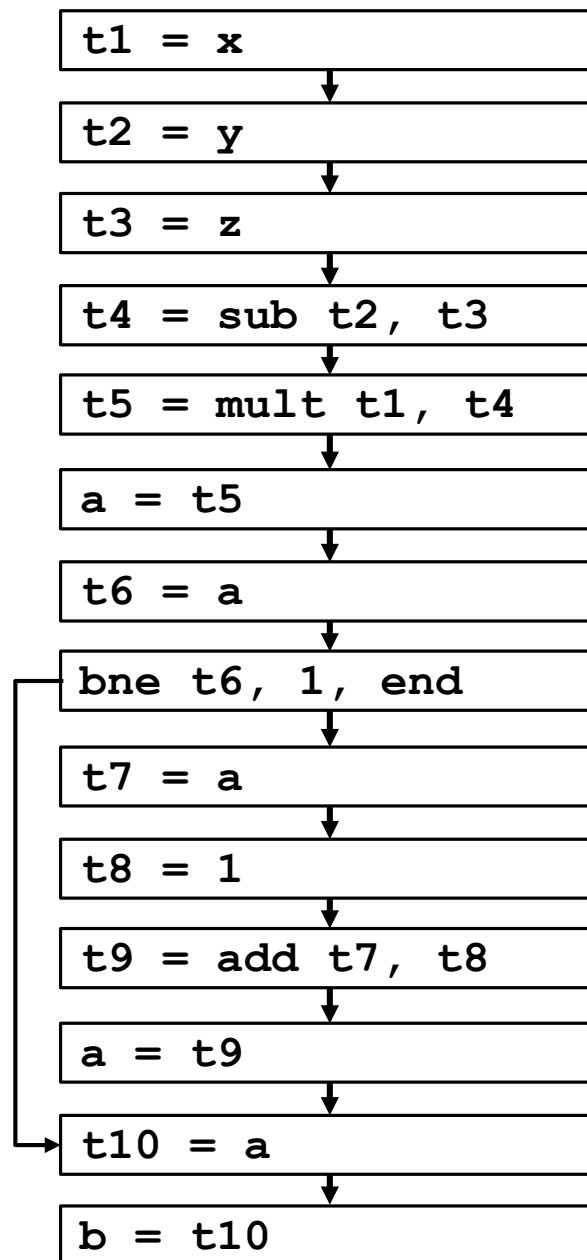 t1 = x
t2 = y
t3 = z
t4 = sub t2, t3
t5 = mult t1, t4
a = t5
t6 = a
bne t6, 1, end
t7 = a
t8 = 1
t9 = add t7, t8
a = t9
t10 = a
b = t10